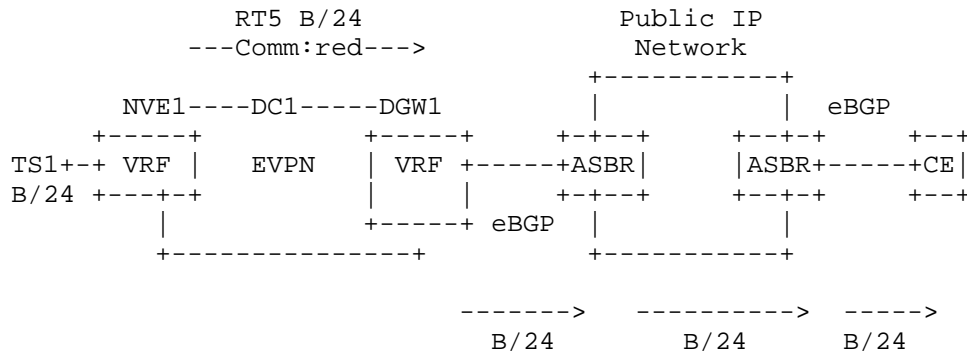 RT5 B/24 Public IP
---Comm:red---> Network
+-----------+
NVE1----DC1-----DGW1 | | eBGP
+-----+ +-----+ +-+--+ +--+-+ +--+
TS1+-+ VRF | EVPN | VRF +------+ASBR| |ASBR+------+CE|
B/24 +---+-+ | | +-+--+ +--+-+ +--+
| +-----+ eBGP | |
+---------------+ +-----------+
-------> ----------> ----->
B/24 B/24 B/24